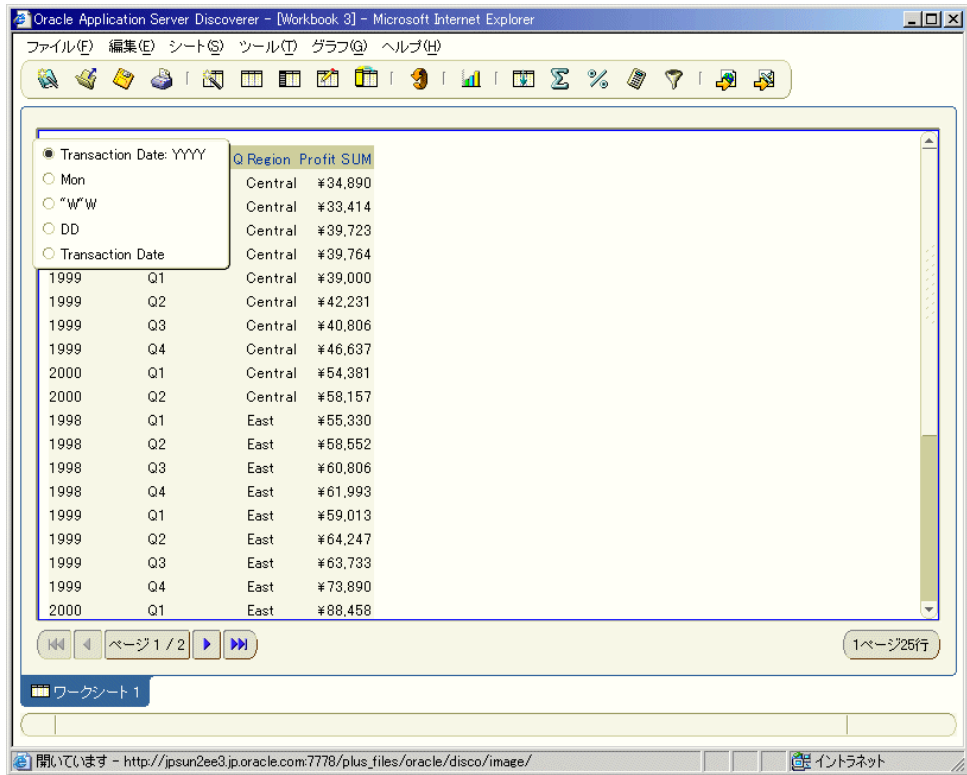 Oracle Application Server Discoverer - [Workbook 3] - Microsoft Internet Explorer
ファイル(F) 編集(E) シート(S) ツール(T) グラフ(G) ヘルプ(H)
Transaction Date: YYYY
Mon
"W"W
DD
Transaction Date
Q Region Profit SUM
Central ¥34,890
Central ¥33,414
Central ¥39,723
Central ¥39,764
1999 Q1 Central ¥39,000
1999 Q2 Central ¥42,231
1999 Q3 Central ¥40,806
1999 Q4 Central ¥46,637
2000 Q1 Central ¥54,381
2000 Q2 Central ¥58,157
1998 Q1 East ¥55,330
1998 Q2 East ¥58,552
1998 Q3 East ¥60,806
1998 Q4 East ¥61,993
1999 Q1 East ¥59,013
1999 Q2 East ¥64,247
1999 Q3 East ¥63,733
1999 Q4 East ¥73,890
2000 Q1 East ¥88,458
ページ 1 / 2
1ページ25行
ワークシート 1
開いています - http://jpsun2ee3.jp.oracle.com:7778/plus_files/oracle/disco/image/
イントラネット